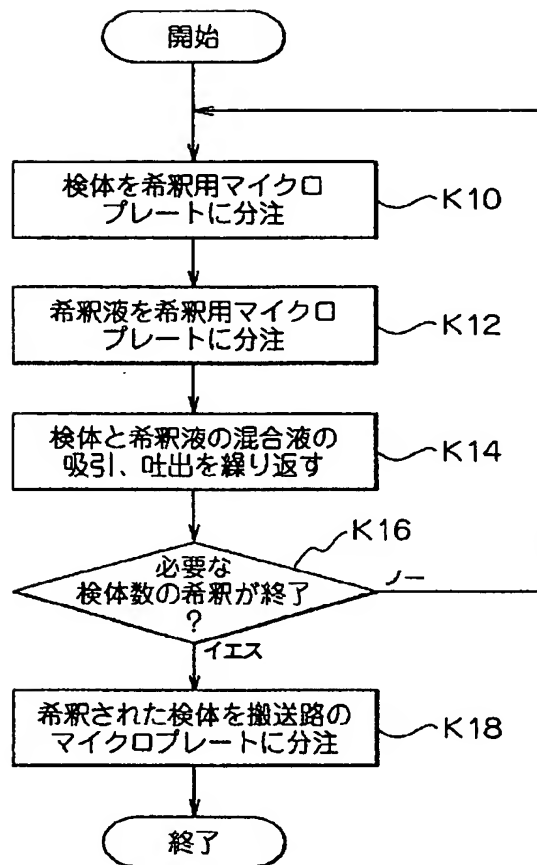 開始
検体を希釈用マイクロ
プレートに分注
K10
希釈液を希釈用マイクロ
プレートに分注
K12
検体と希釈液の混合液の
吸引、吐出を繰り返す
K14
K16
必要な
検体数の希釈が終了
?
ノー
イエス
希釈された検体を搬送路の
マイクロプレートに分注
K18
終了